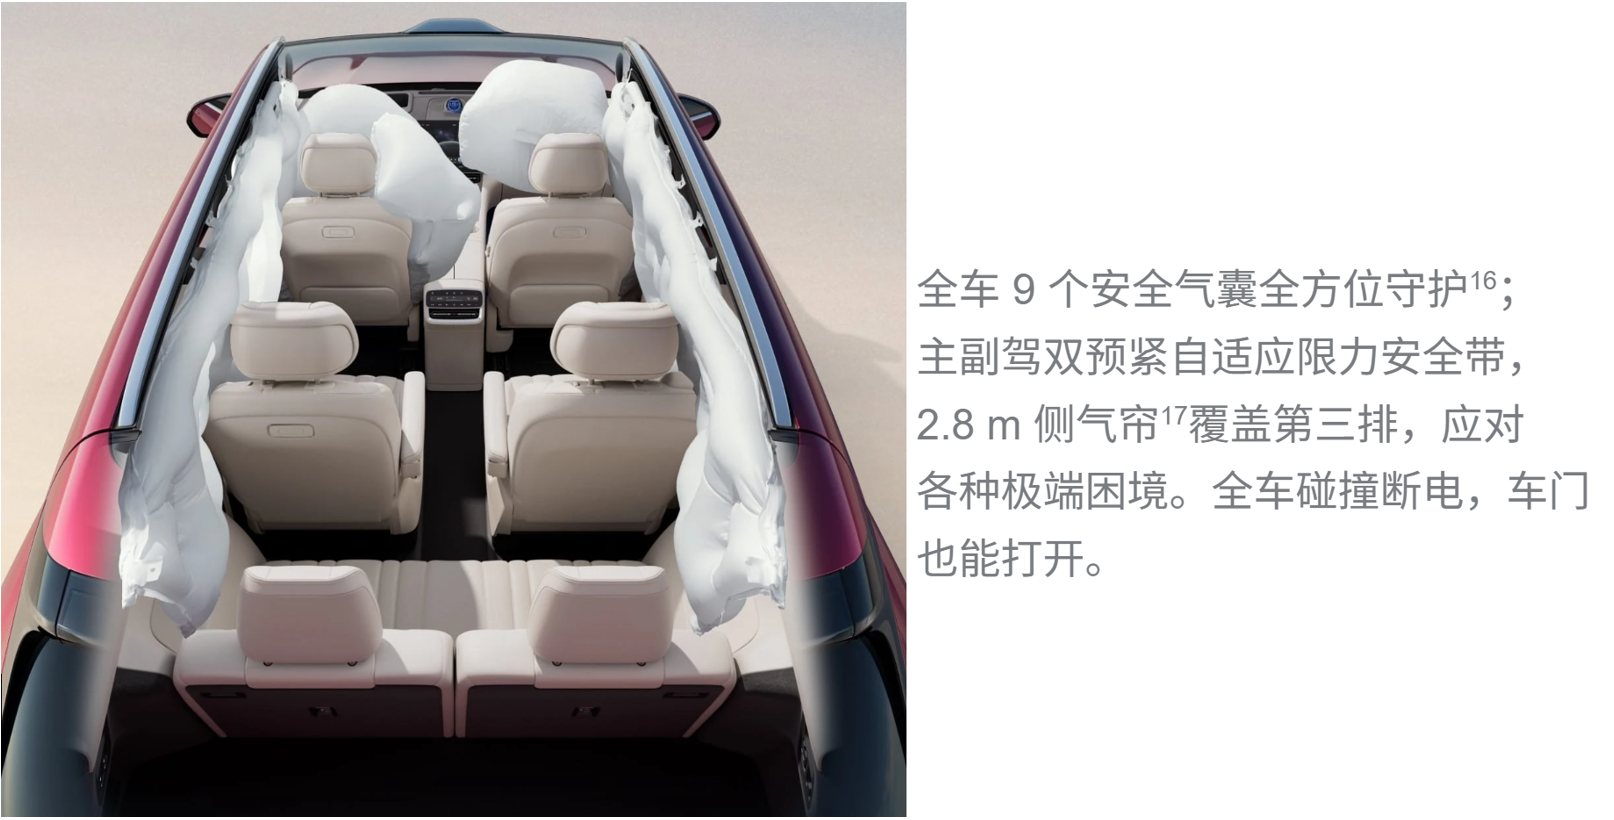 全车 9 个安全气囊全方位守护¹⁶；
主副驾双预紧自适应限力安全带，
2.8 m 侧气帘¹⁷覆盖第三排，应对
各种极端困境。全车碰撞断电，车门
也能打开。